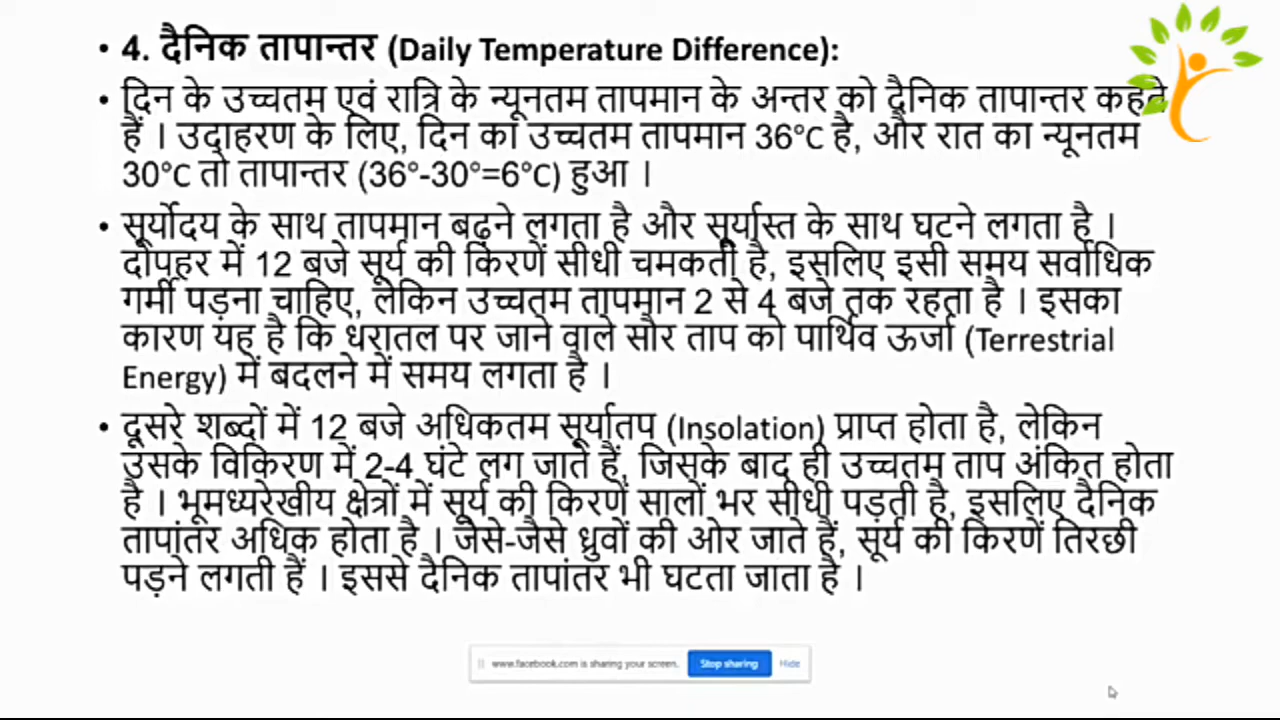 • 4. दैनिक तापान्तर (Daily Temperature Difference):
• दिन के उच्चतम एवं रात्रि के न्यूनतम तापमान के अन्तर को दैनिक तापान्तर कहते
हैं । उदाहरण के लिए, दिन का उच्चतम तापमान 36°C है, और रात का न्यूनतम
30°C तो तापान्तर (36°-30°=6°C) हुआ ।
• सूर्योदय के साथ तापमान बढ़ने लगता है और सूर्यास्त के साथ घटने लगता है ।
दोपहर में 12 बजे सूर्य की किरणें सीधी चमकती है, इसलिए इसी समय सर्वाधिक
गर्मी पड़ना चाहिए, लेकिन उच्चतम तापमान 2 से 4 बजे तक रहता है । इसका
कारण यह है कि धरातल पर जाने वाले सौर ताप को पार्थिव ऊर्जा (Terrestrial
Energy) में बदलने में समय लगता है ।
• दूसरे शब्दों में 12 बजे अधिकतम सूर्यातप (Insolation) प्राप्त होता है, लेकिन
उसके विकिरण में 2-4 घंटे लग जाते हैं, जिसके बाद ही उच्चतम ताप अंकित होता
है । भूमध्यरेखीय क्षेत्रों में सूर्य की किरणें सालों भर सीधी पड़ती है, इसलिए दैनिक
तापांतर अधिक होता है । जैसे-जैसे ध्रुवों की ओर जाते हैं, सूर्य की किरणें तिरछी
पड़ने लगती हैं । इससे दैनिक तापांतर भी घटता जाता है ।
www.facebook.com is sharing your screen. Stop sharing Hide